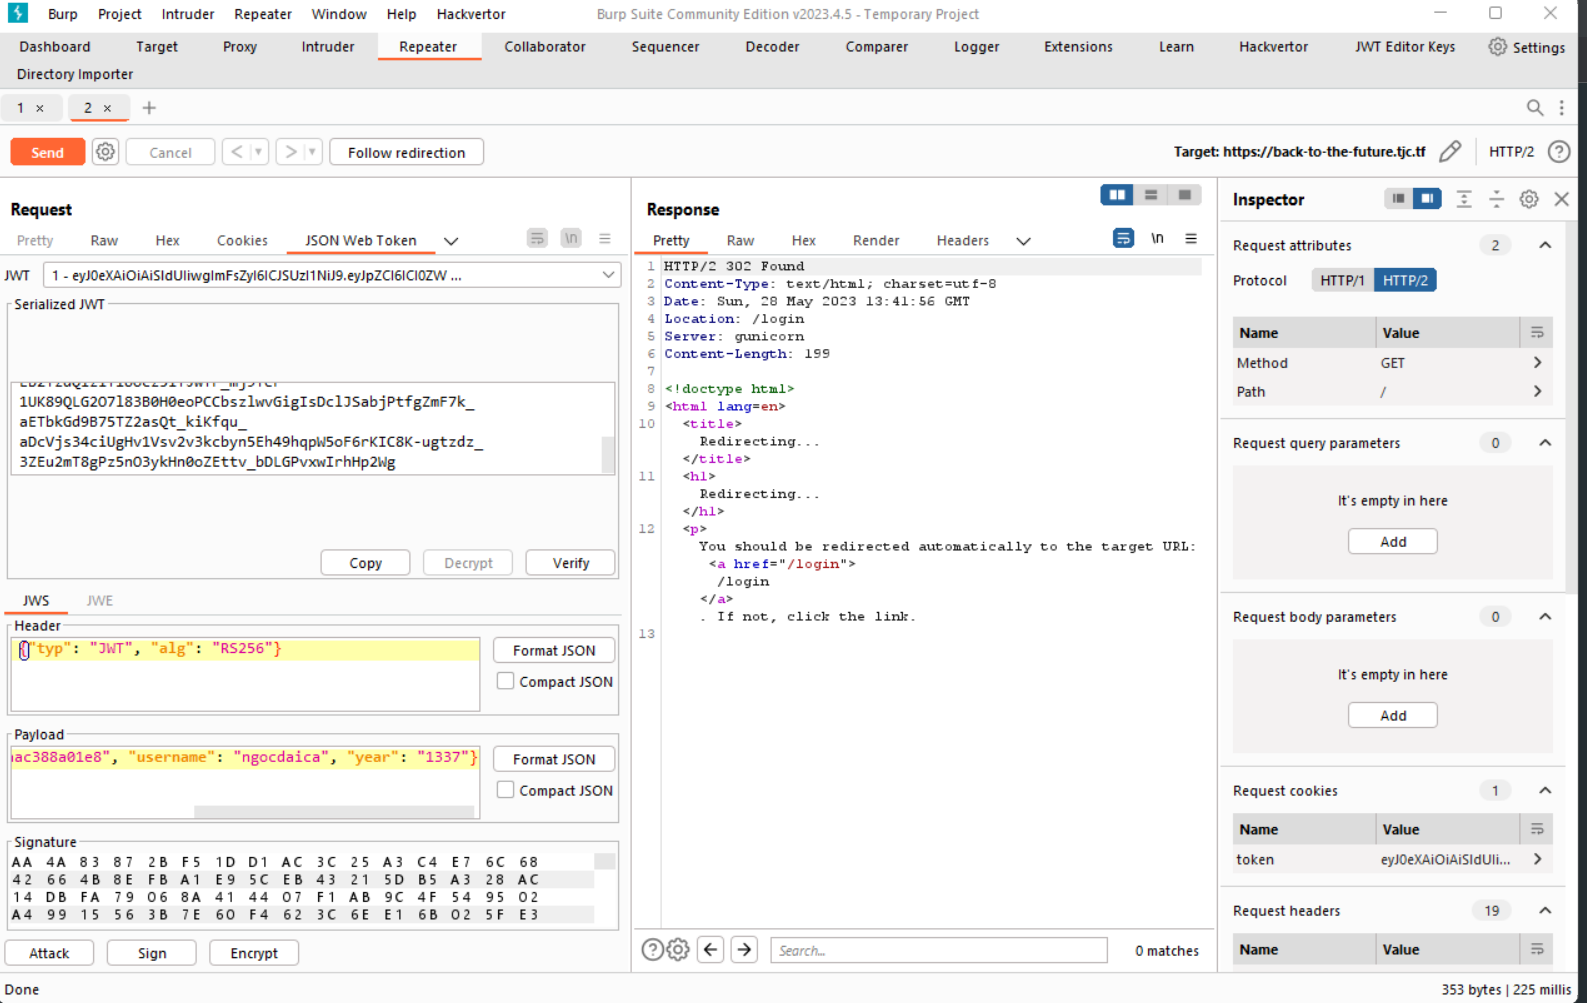 Burp Project Intruder Repeater Window Help Hackvertor
Burp Suite Community Edition v2023.4.5 - Temporary Project
Dashboard Target Proxy Intruder Repeater Collaborator Sequencer Decoder Comparer Logger Extensions Learn Hackvertor JWT Editor Keys Settings
Directory Importer
1 × 2 × +
Send Cancel < > Follow redirection
Target: https://back-to-the-future.tjc.tf HTTP/2 ?
Request
Pretty Raw Hex Cookies JSON Web Token
\n
JWT 1 - eyJ0eXAiOiAiSldUIiwgImFsZyI6ICJSUzI1NiJ9.eyJpZCI6ICI0ZW ...
Serialized JWT
1UK89QLG2O7l83B0H0eoPCCbszlwvGigIsDclJSabjPtfgZmF7k_
aETbkGd9B75TZ2asQt_kiKfqu_
aDcVjs34ciUgHv1Vsv2v3kcbyn5Eh49hqpW5oF6rKIC8K-ugtzdz_
3ZEu2mT8gPz5nO3ykHn0oZEttv_bDLGPvxwIrhHp2Wg
Copy Decrypt Verify
JWS JWE
Header
{"typ": "JWT", "alg": "RS256"}
Format JSON
Compact JSON
Payload
ac388a01e8", "username": "ngocdaica", "year": "1337"}
Format JSON
Compact JSON
Signature
AA 4A 83 87 2B F5 1D D1 AC 3C 25 A3 C4 E7 6C 68
42 66 4B 8E FB A1 E9 5C EB 43 21 5D B5 A3 28 AC
14 DB FA 79 06 8A 41 44 07 F1 AB 9C 4F 54 95 02
A4 99 15 56 3B 7E 60 F4 62 3C 6E E1 6B 02 5F E3
Attack Sign Encrypt
Response
Pretty Raw Hex Render Headers
\n
1 HTTP/2 302 Found
2 Content-Type: text/html; charset=utf-8
3 Date: Sun, 28 May 2023 13:41:56 GMT
4 Location: /login
5 Server: gunicorn
6 Content-Length: 199
7
8 <!doctype html>
9 <html lang=en>
10 <title>
Redirecting...
</title>
11 <h1>
Redirecting...
</h1>
12 <p>
You should be redirected automatically to the target URL:
<a href="/login">
/login
</a>
. If not, click the link.
13
? Search... 0 matches
Inspector
Request attributes 2
Protocol HTTP/1 HTTP/2
Name Value
Method GET
Path /
Request query parameters 0
It's empty in here
Add
Request body parameters 0
It's empty in here
Add
Request cookies 1
Name Value
token eyJ0eXAiOiAiSldUIi...
Request headers 19
Name Value
Done
353 bytes | 225 millis